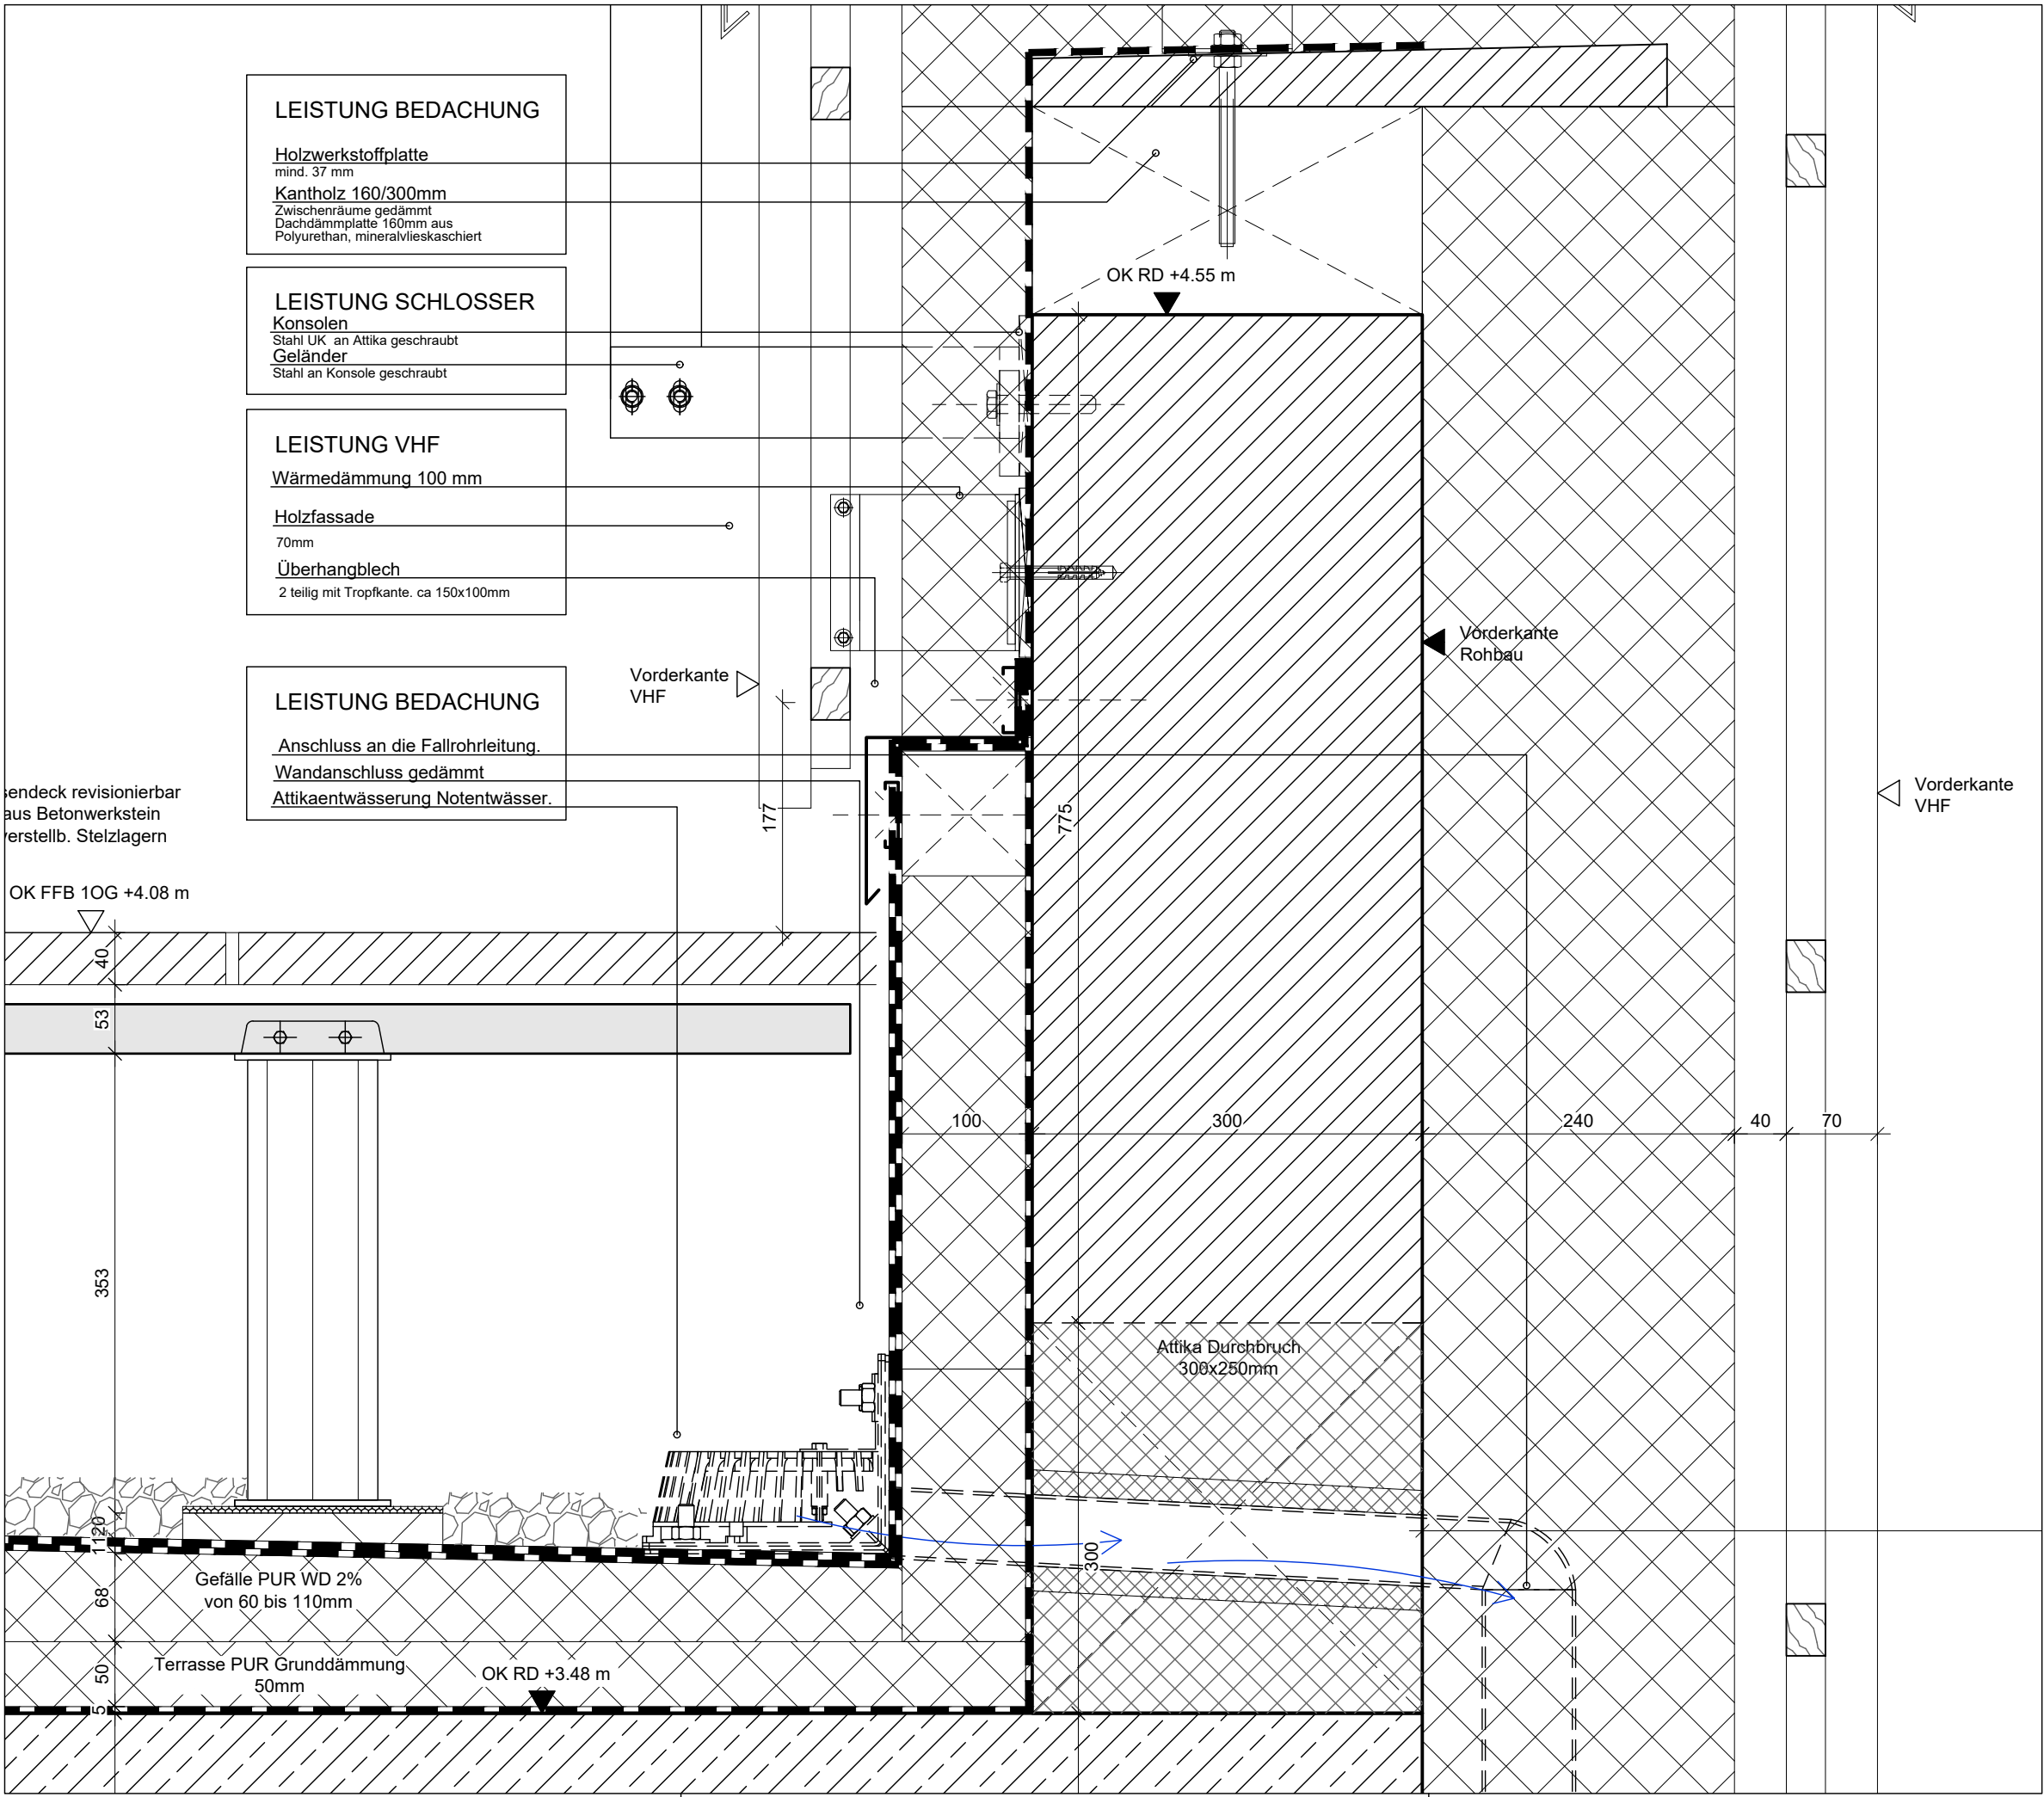 LEISTUNG BEDACHUNG
Holzwerkstoffplatte
mind. 37 mm
Kantholz 160/300mm
Zwischenräume gedämmt
Dachdämmplatte 160mm aus
Polyurethan, mineralvlieskaschiert
LEISTUNG SCHLOSSER
Konsolen
Stahl UK an Attika geschraubt
Geländer
Stahl an Konsole geschraubt
LEISTUNG VHF
Wärmedämmung 100 mm
Holzfassade
70mm
Überhangblech
2 teilig mit Tropfkante. ca 150x100mm
LEISTUNG BEDACHUNG
Anschluss an die Fallrohrleitung.
Wandanschluss gedämmt
Attikaentwässerung Notentwässer.
sendeck revisionierbar
aus Betonwerkstein
verstellb. Stelzlagern
OK FFB 1OG +4.08 m
OK RD +4.55 m
Vorderkante
Rohbau
Vorderkante
VHF
Vorderkante
VHF
177
775
40
53
353
1120
68
50
5
100
300
240
40
70
Attika Durchbruch
300x250mm
300
Gefälle PUR WD 2%
von 60 bis 110mm
Terrasse PUR Grunddämmung
50mm
OK RD +3.48 m